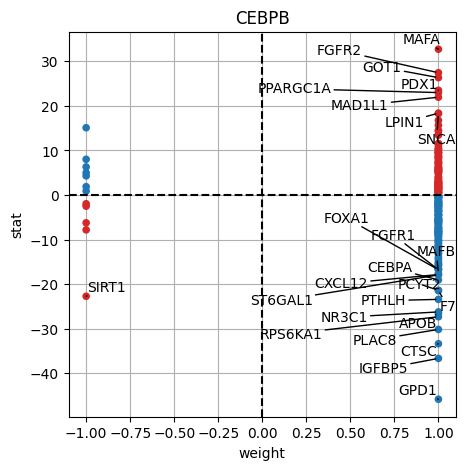 CEBPB
MAFA
FGFR2
GOT1
PDX1
PPARGC1A
MAD1L1
LPIN1
SNCA
FOXA1
FGFR1
MAFB
CEBPA
PCYT2
CXCL12
SIRT1
ST6GAL1
PTHLH
F7
NR3C1
APOB
RPS6KA1
PLAC8
CTSC
IGFBP5
GPD1
30
20
10
0
−10
−20
−30
−40
stat
−1.00 −0.75 −0.50 −0.25 0.00 0.25 0.50 0.75 1.00
weight